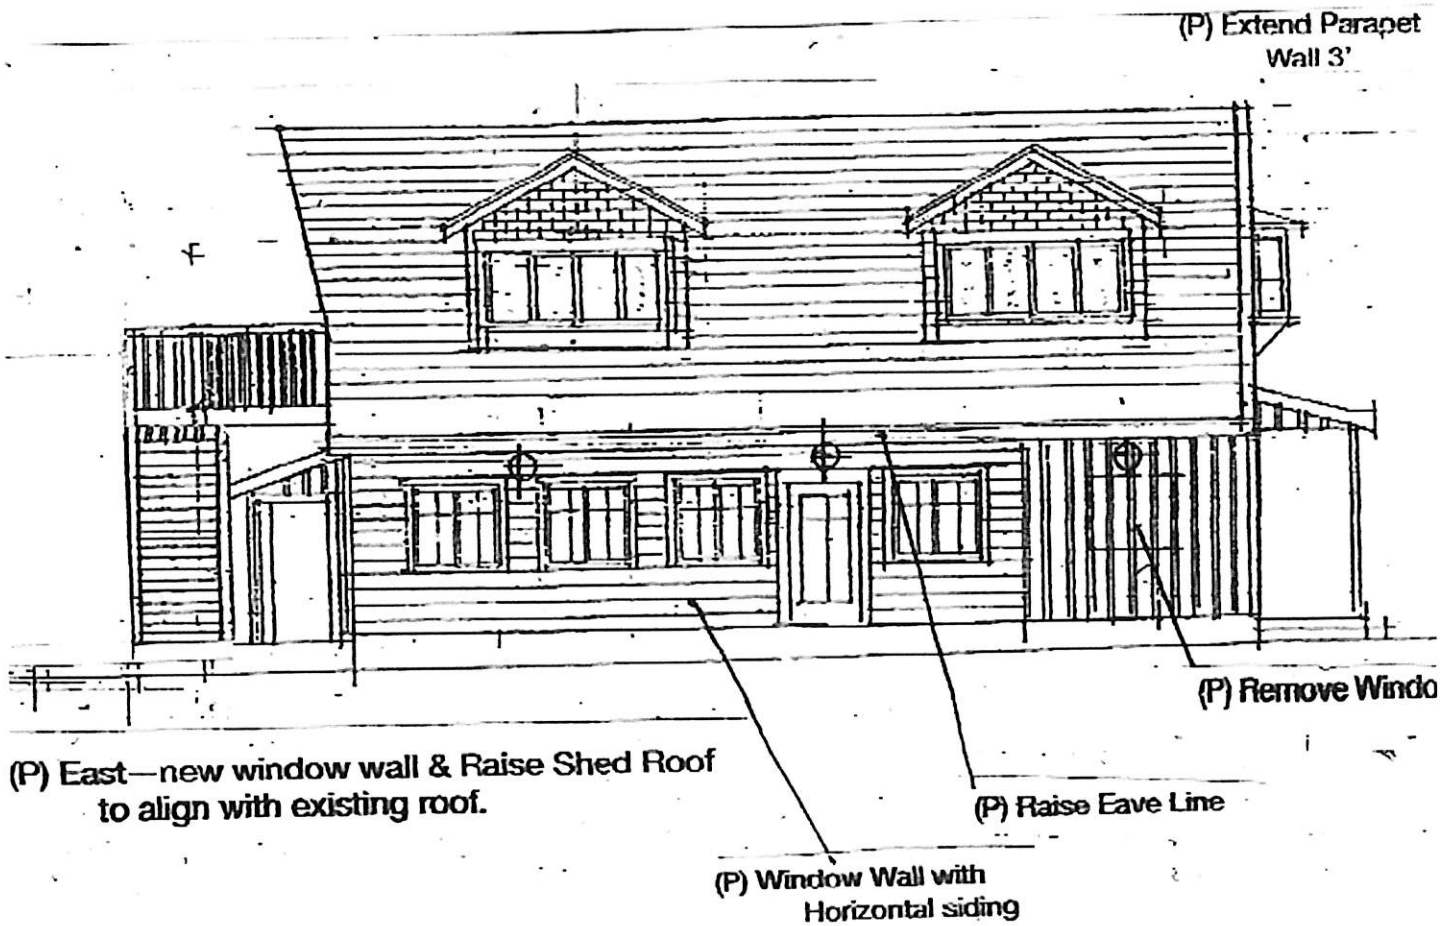 (P) Extend Parapet
Wall 3'
(P) Remove Windo
(P) East—new window wall & Raise Shed Roof
to align with existing roof.
(P) Raise Eave Line
(P) Window Wall with
Horizontal siding